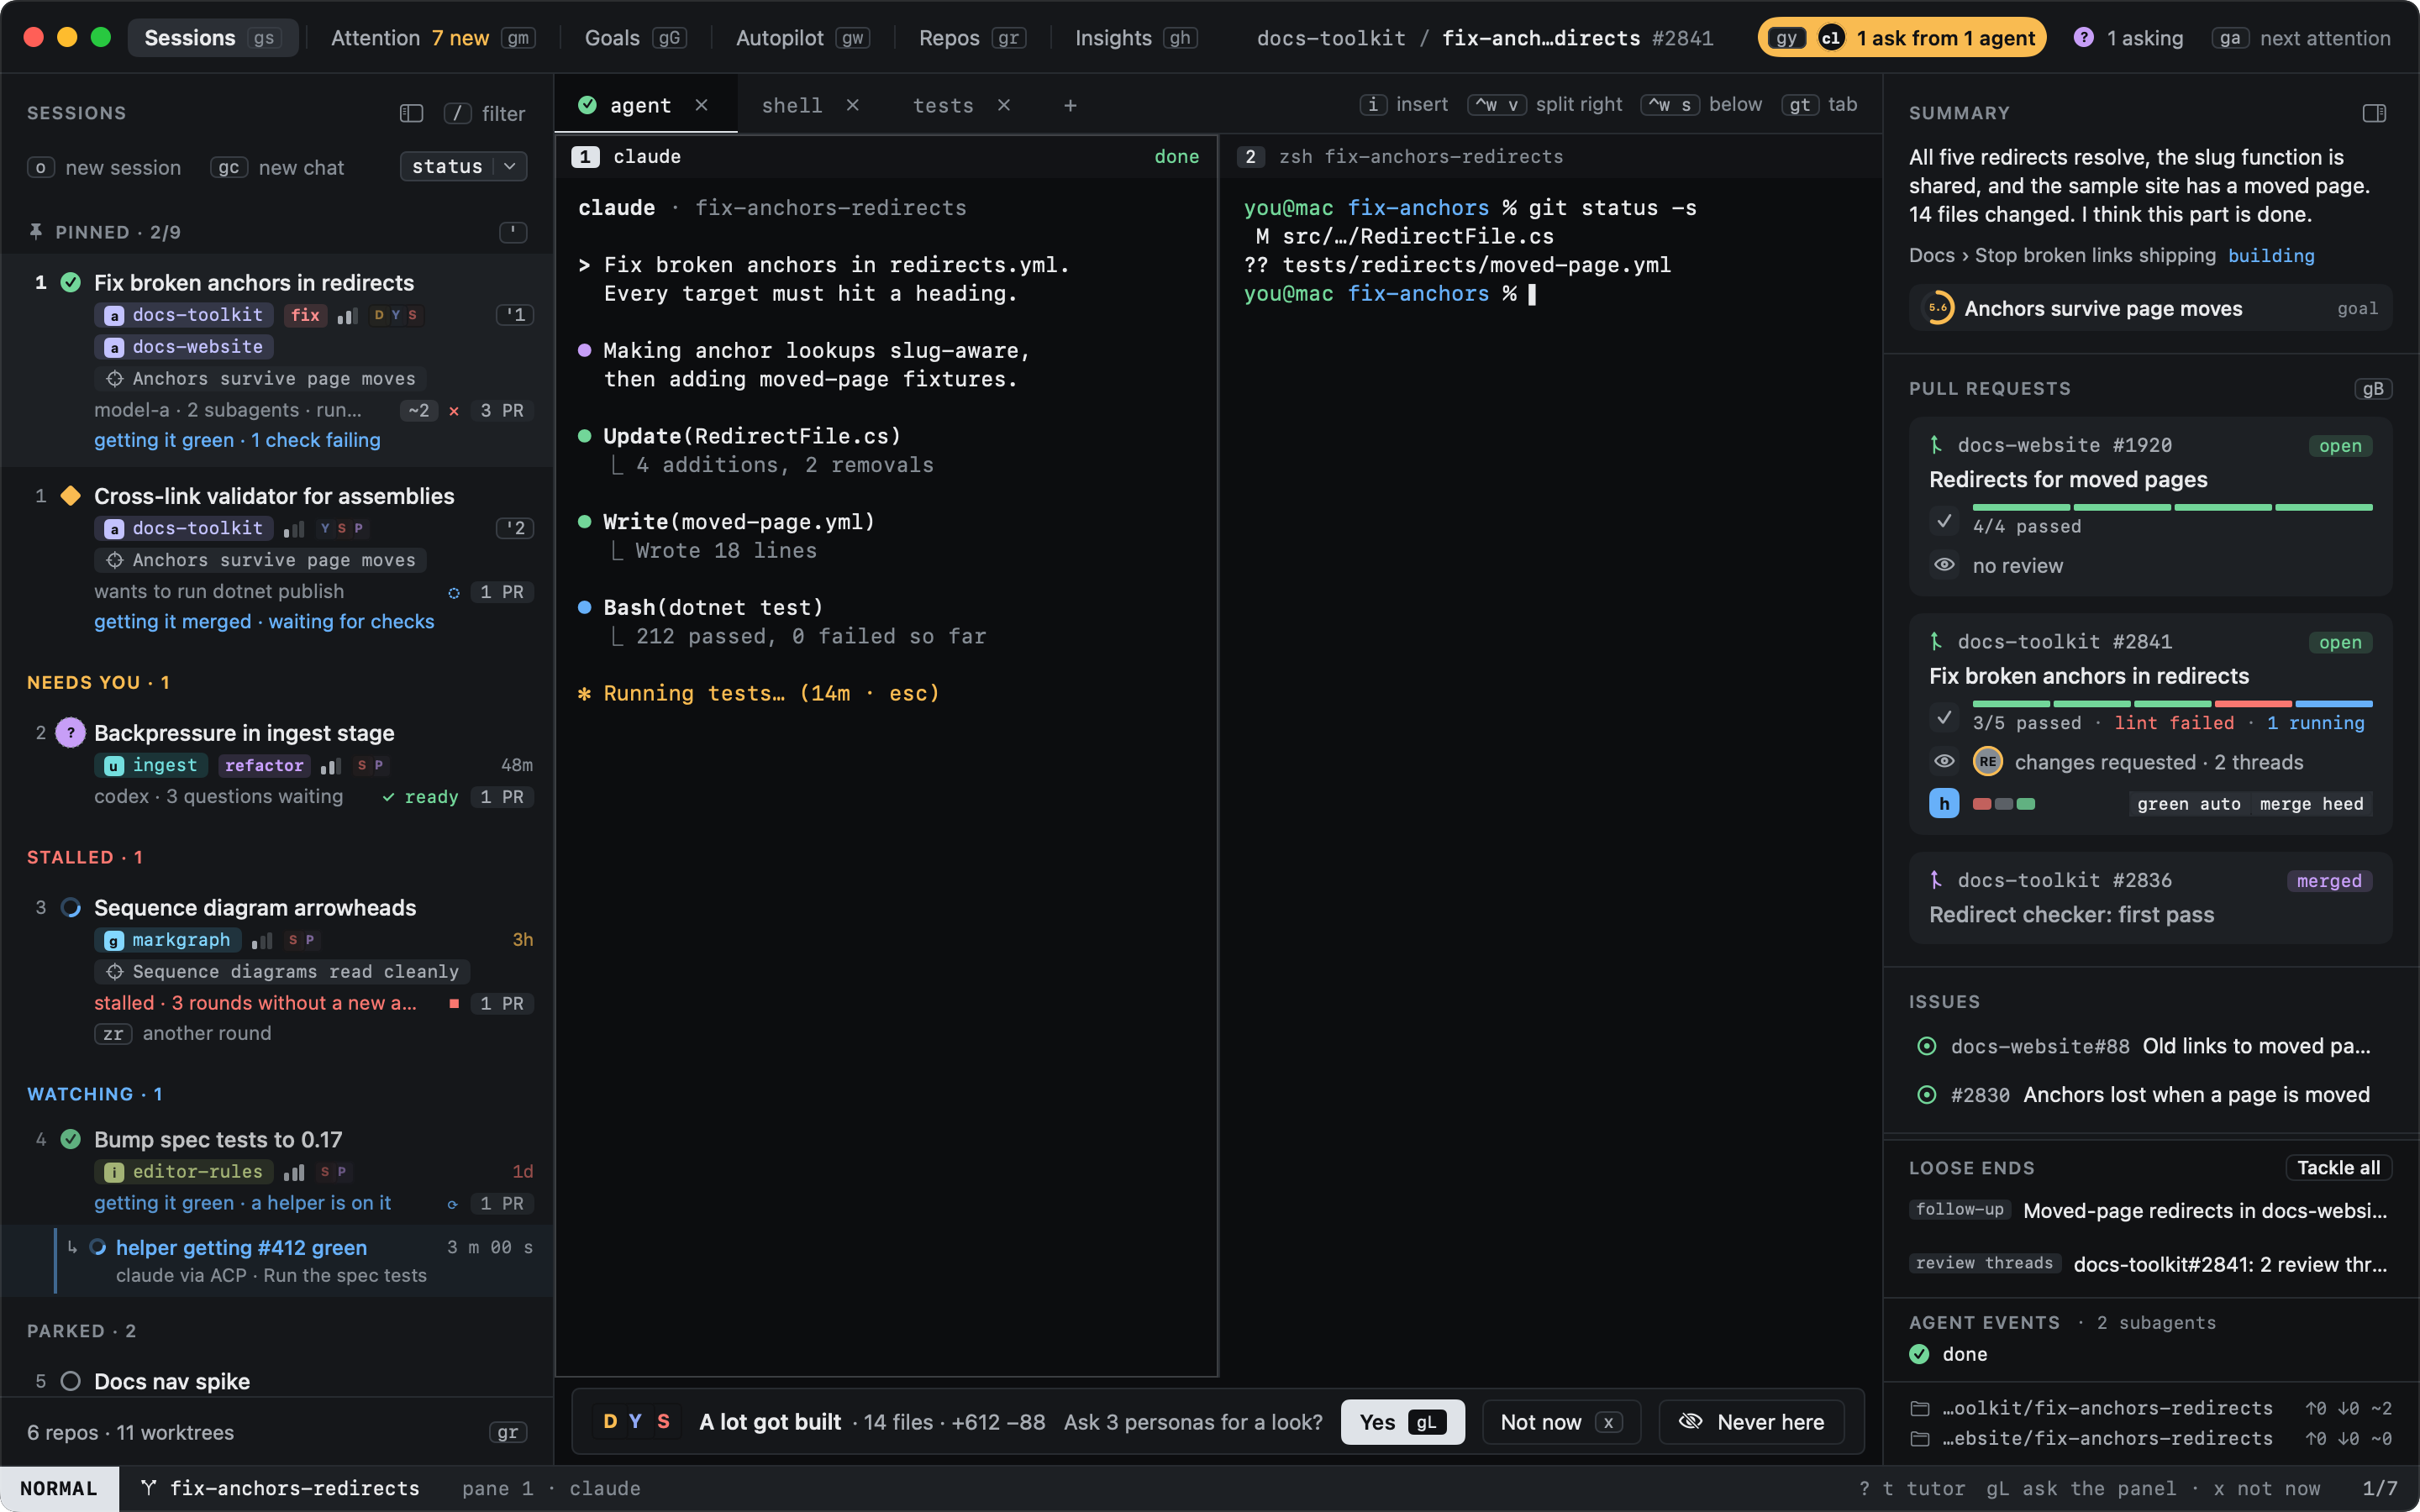 Sessions gs Attention 7 new gm Goals gG Autopilot gw Repos gr Insights gh docs-toolkit / fix-anch…directs #2841 gy cl 1 ask from 1 agent ? 1 asking ga next attention
SESSIONS / filter
o new session gc new chat status
PINNED · 2/9 '
1 Fix broken anchors in redirects
a docs-toolkit fix D Y S '1
a docs-website
Anchors survive page moves
model-a · 2 subagents · run… ~2 × 3 PR
getting it green · 1 check failing
1 Cross-link validator for assemblies
a docs-toolkit Y S P '2
Anchors survive page moves
wants to run dotnet publish 1 PR
getting it merged · waiting for checks
NEEDS YOU · 1
2 ? Backpressure in ingest stage
u ingest refactor S P 48m
codex · 3 questions waiting ✓ ready 1 PR
STALLED · 1
3 Sequence diagram arrowheads
g markgraph S P 3h
Sequence diagrams read cleanly
stalled · 3 rounds without a new a… 1 PR
zr another round
WATCHING · 1
4 Bump spec tests to 0.17
i editor-rules S P 1d
getting it green · a helper is on it 1 PR
↳ helper getting #412 green 3 m 00 s
claude via ACP · Run the spec tests
PARKED · 2
5 Docs nav spike
6 repos · 11 worktrees gr
agent × shell × tests × + i insert ^w v split right ^w s below gt tab
1 claude done
claude · fix-anchors-redirects
> Fix broken anchors in redirects.yml.
Every target must hit a heading.
Making anchor lookups slug-aware,
then adding moved-page fixtures.
Update(RedirectFile.cs)
⎿ 4 additions, 2 removals
Write(moved-page.yml)
⎿ Wrote 18 lines
Bash(dotnet test)
⎿ 212 passed, 0 failed so far
✻ Running tests… (14m · esc)
2 zsh fix-anchors-redirects
you@mac fix-anchors % git status -s
M src/…/RedirectFile.cs
?? tests/redirects/moved-page.yml
you@mac fix-anchors %
D Y S A lot got built · 14 files · +612 −88 Ask 3 personas for a look? Yes gL Not now x Never here
SUMMARY
All five redirects resolve, the slug function is
shared, and the sample site has a moved page.
14 files changed. I think this part is done.
Docs › Stop broken links shipping building
5.6 Anchors survive page moves goal
PULL REQUESTS gB
docs-website #1920 open
Redirects for moved pages
4/4 passed
no review
docs-toolkit #2841 open
Fix broken anchors in redirects
3/5 passed · lint failed · 1 running
RE changes requested · 2 threads
h green auto merge heed
docs-toolkit #2836 merged
Redirect checker: first pass
ISSUES
docs-website#88 Old links to moved pa…
#2830 Anchors lost when a page is moved
LOOSE ENDS Tackle all
follow-up Moved-page redirects in docs-websi…
review threads docs-toolkit#2841: 2 review thr…
AGENT EVENTS · 2 subagents
done
…oolkit/fix-anchors-redirects ↑0 ↓0 ~2
…ebsite/fix-anchors-redirects ↑0 ↓0 ~0
NORMAL fix-anchors-redirects pane 1 · claude ? t tutor gL ask the panel · x not now 1/7